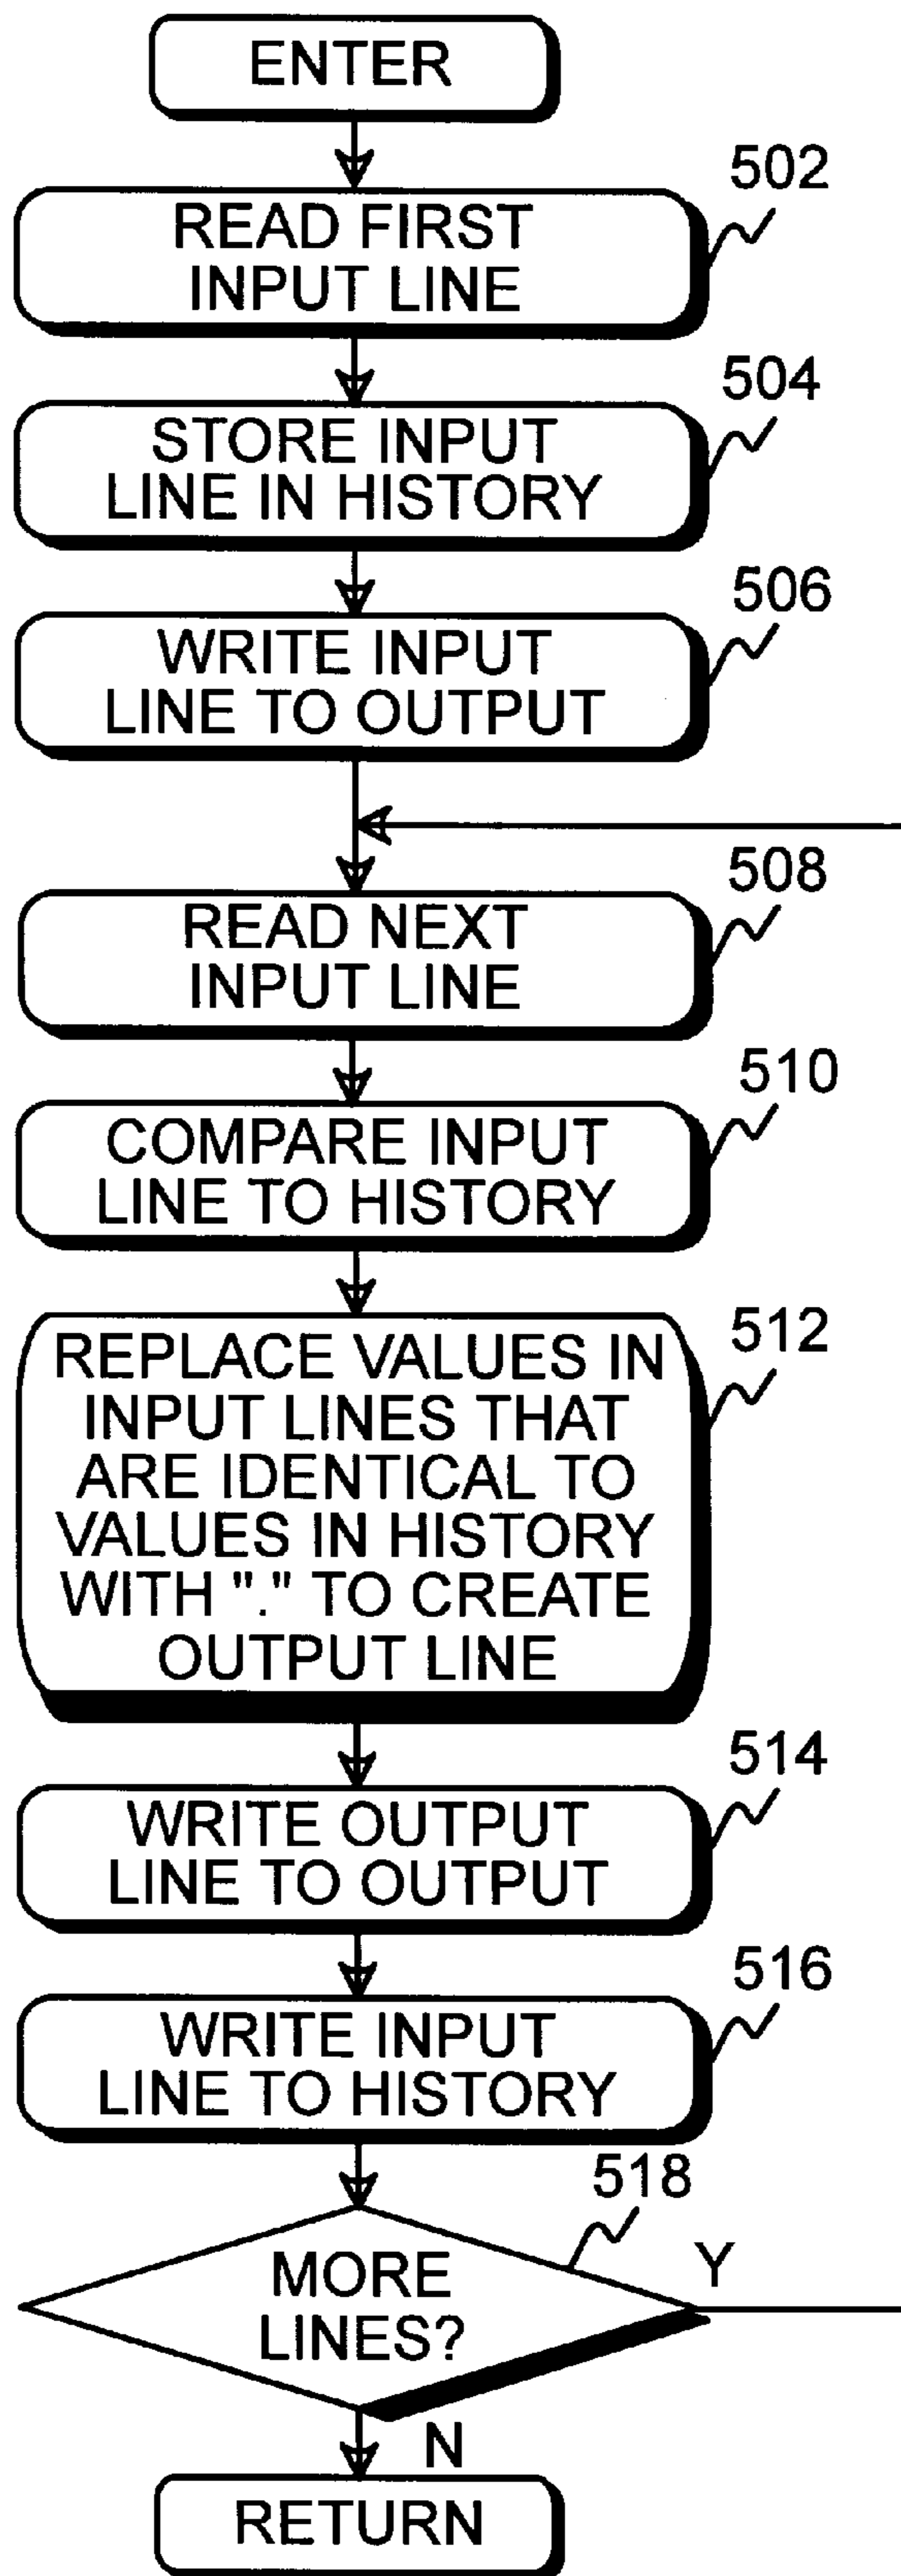 ENTER
502
READ FIRST
INPUT LINE
504
STORE INPUT
LINE IN HISTORY
506
WRITE INPUT
LINE TO OUTPUT
508
READ NEXT
INPUT LINE
510
COMPARE INPUT
LINE TO HISTORY
512
REPLACE VALUES IN
INPUT LINES THAT
ARE IDENTICAL TO
VALUES IN HISTORY
WITH "." TO CREATE
OUTPUT LINE
514
WRITE OUTPUT
LINE TO OUTPUT
516
WRITE INPUT
LINE TO HISTORY
518
MORE
LINES?
Y
N
RETURN